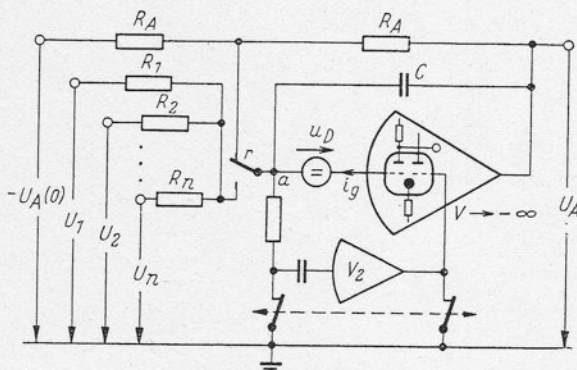 R_A
R_A
R_1
C
R_2
u_D
r
a
=
i_g
R_n
V → -∞
-U_A(0)
U_1
U_2
U_n
U_A
V_2